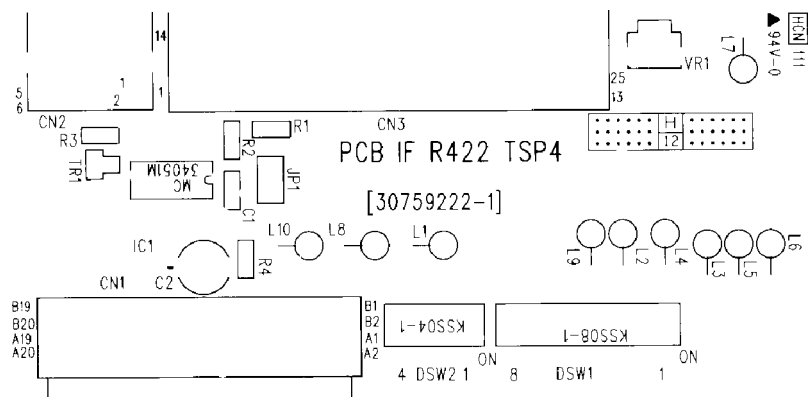 14
1
5
6
1
2
25
13
VR1
L7
▲94V-0
HCN 111
CN2
CN3
R3
R2
R1
TR1
MC
34051M
JP1
C1
PCB IF R422 TSP4
H
12
[30759222-1]
L10
L8
L1
L9
L2
L4
L3
L5
L6
IC1
C2
R4
CN1
B19
B20
A19
A20
B1
B2
A1
A2
KSS04-1
KSS08-1
ON
ON
4 DSW2 1
8 DSW1 1